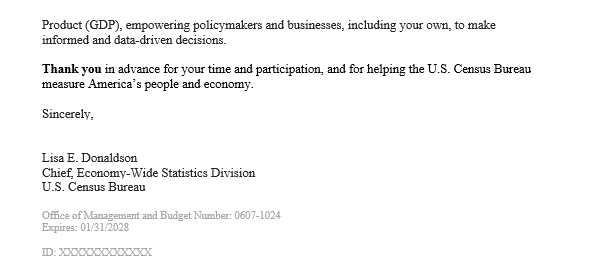 Product (GDP), empowering policymakers and businesses, including your own, to make
informed and data-driven decisions.
Thank you in advance for your time and participation, and for helping the U.S. Census Bureau
measure America’s people and economy.
Sincerely,
Lisa E. Donaldson
Chief, Economy-Wide Statistics Division
U.S. Census Bureau
Office of Management and Budget Number: 0607-1024
Expires: 01/31/2028
ID: XXXXXXXXXXXXX